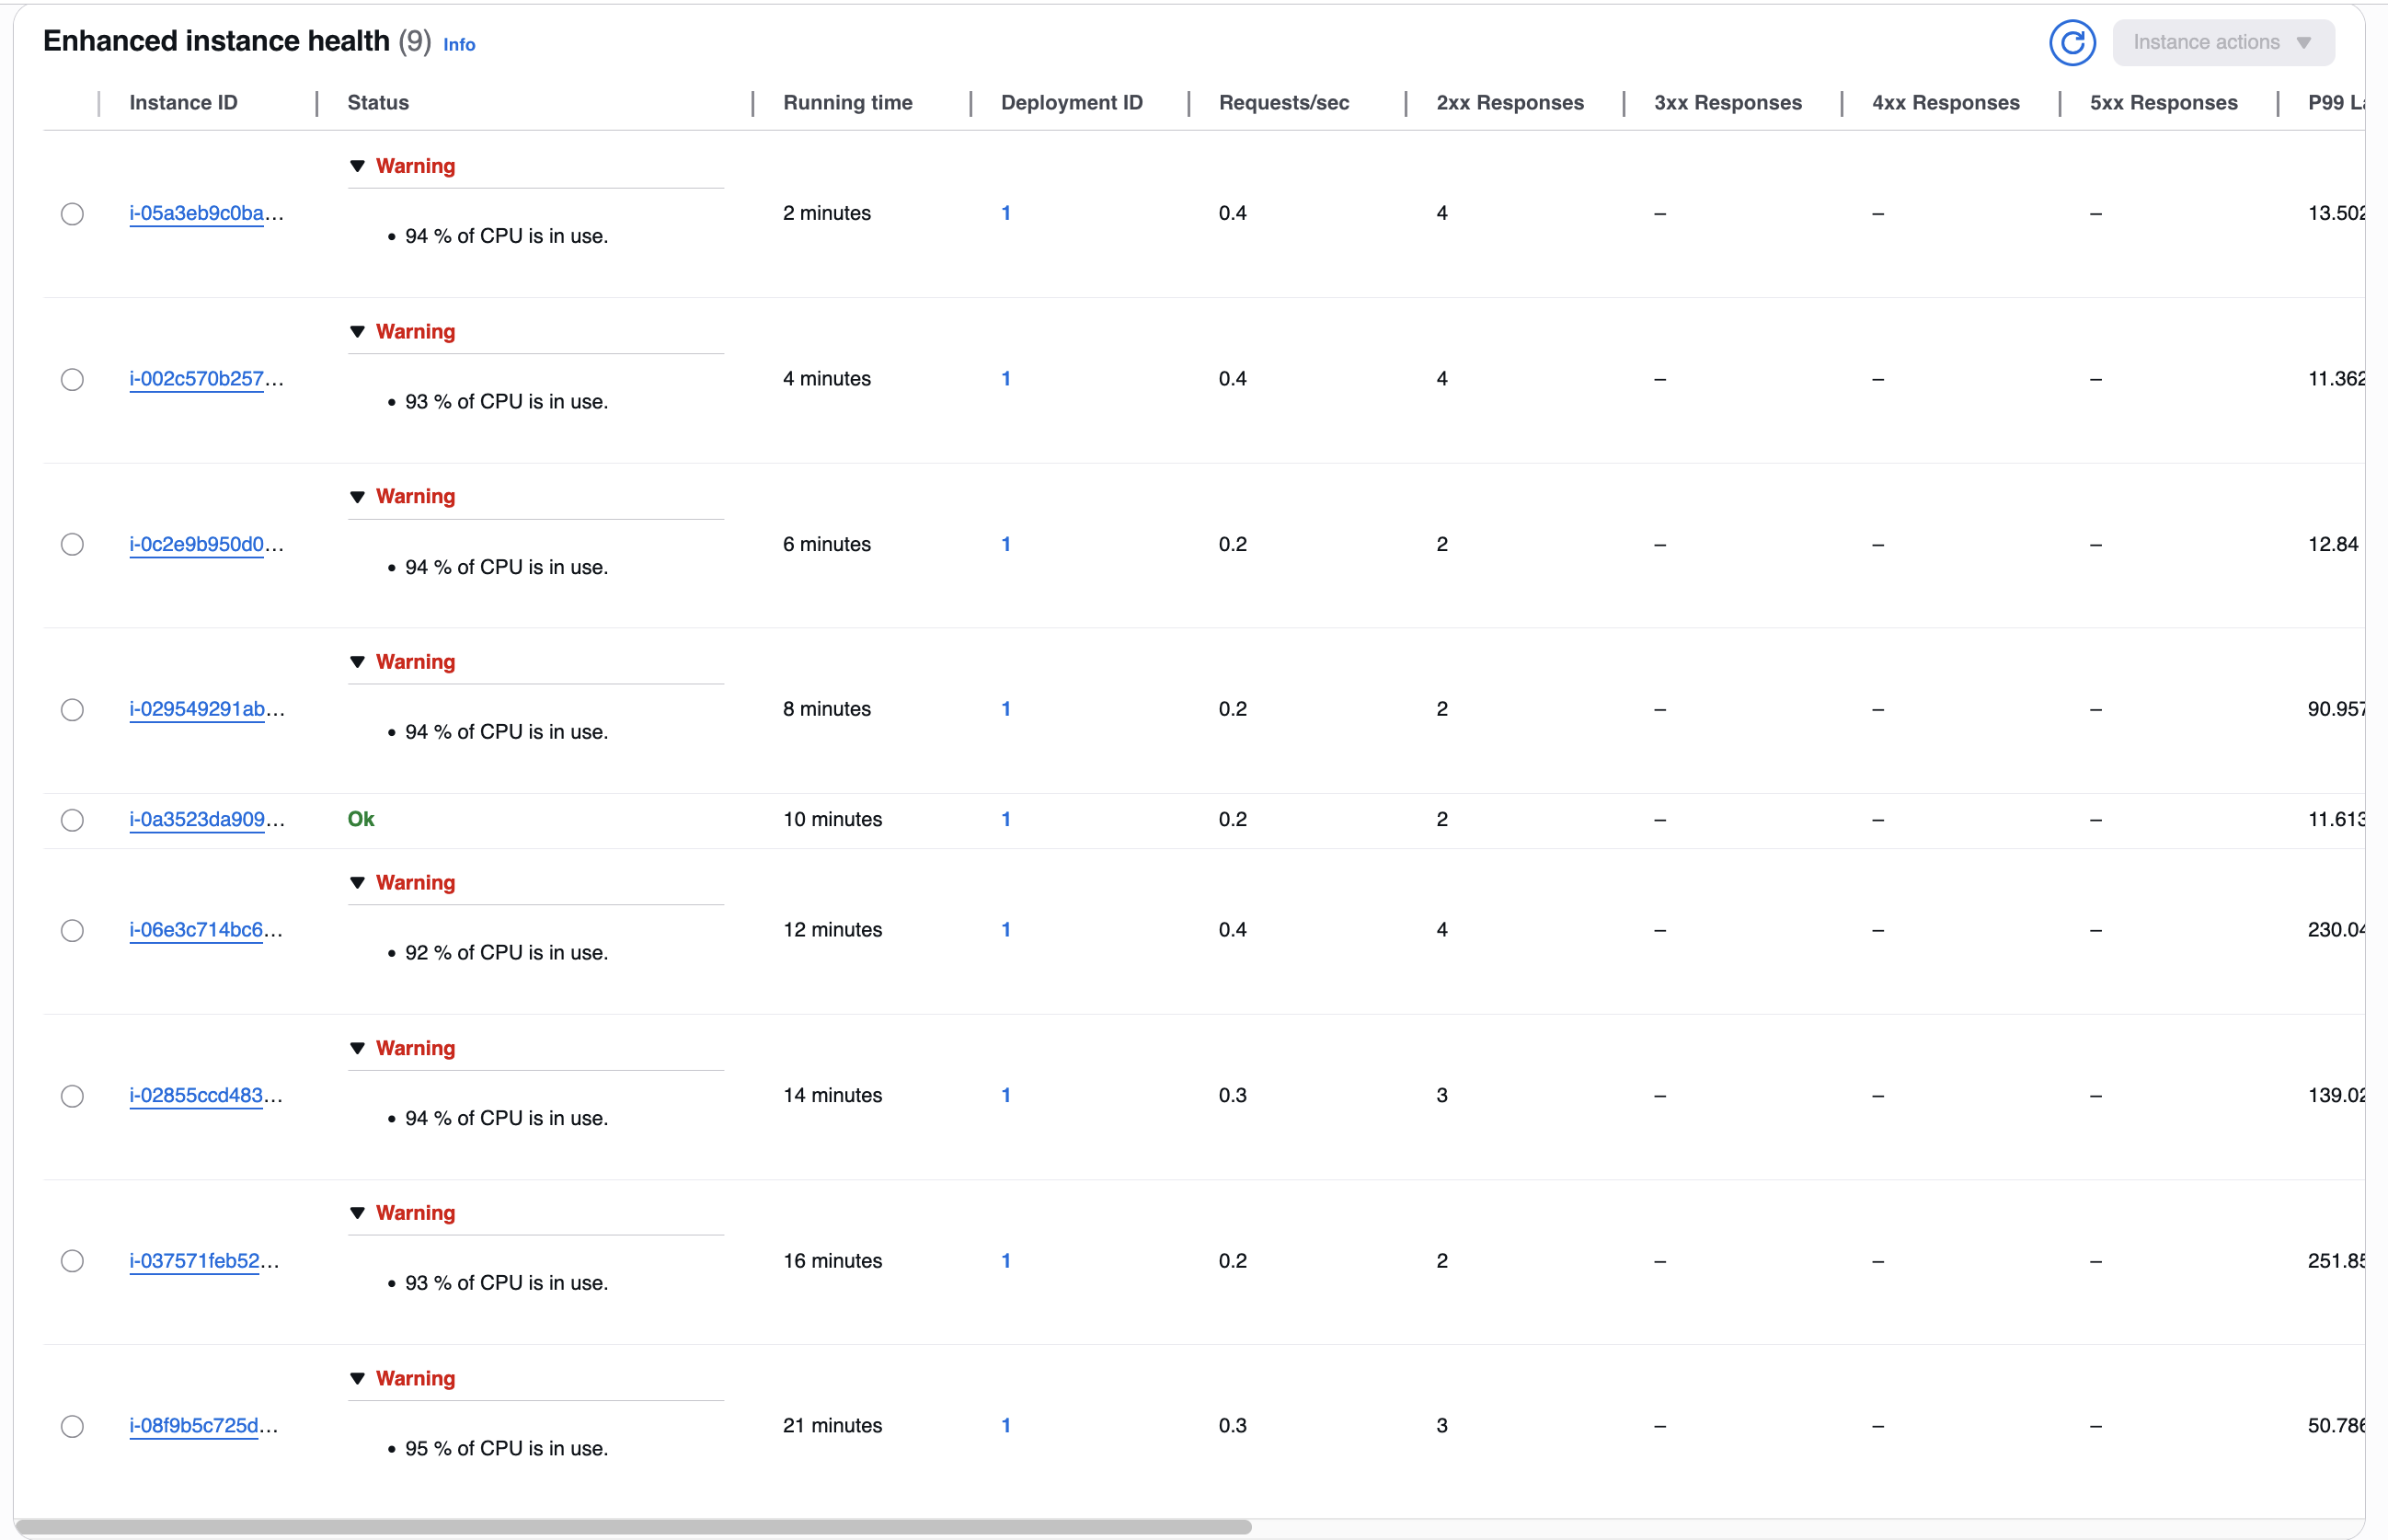 Enhanced instance health (9) Info
Instance actions
Instance ID Status Running time Deployment ID Requests/sec 2xx Responses 3xx Responses 4xx Responses 5xx Responses P99
Warning
i-05a3eb9c0ba... 2 minutes 1 0.4 4 – – – 13.502
• 94 % of CPU is in use.
Warning
i-002c570b257... 4 minutes 1 0.4 4 – – – 11.362
• 93 % of CPU is in use.
Warning
i-0c2e9b950d0... 6 minutes 1 0.2 2 – – – 12.84
• 94 % of CPU is in use.
Warning
i-029549291ab... 8 minutes 1 0.2 2 – – – 90.957
• 94 % of CPU is in use.
i-0a3523da909... Ok 10 minutes 1 0.2 2 – – – 11.613
Warning
i-06e3c714bc6... 12 minutes 1 0.4 4 – – – 230.04
• 92 % of CPU is in use.
Warning
i-02855ccd483... 14 minutes 1 0.3 3 – – – 139.02
• 94 % of CPU is in use.
Warning
i-037571feb52... 16 minutes 1 0.2 2 – – – 251.85
• 93 % of CPU is in use.
Warning
i-08f9b5c725d... 21 minutes 1 0.3 3 – – – 50.786
• 95 % of CPU is in use.